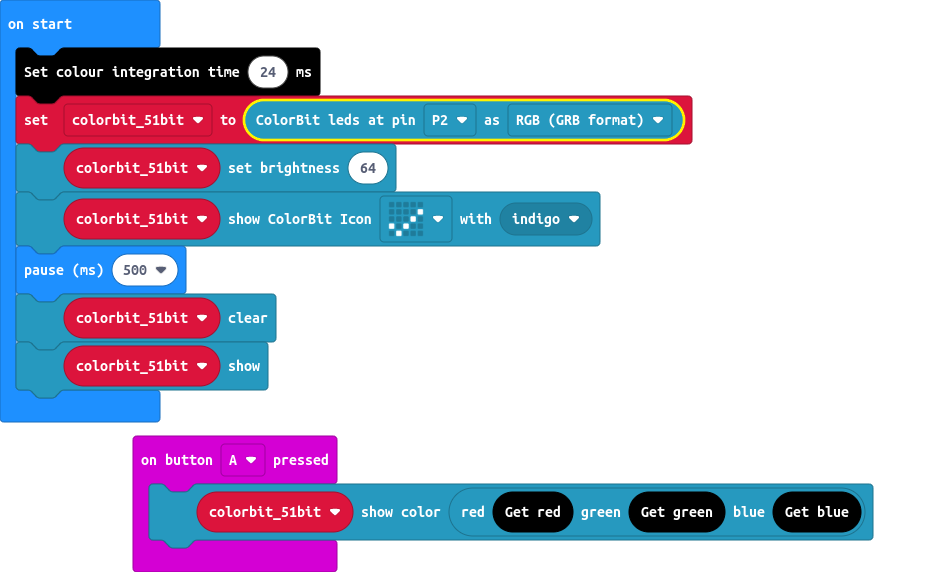 on start
Set colour integration time 24 ms
set colorbit_51bit to ColorBit leds at pin P2 as RGB (GRB format)
colorbit_51bit set brightness 64
colorbit_51bit show ColorBit Icon with indigo
pause (ms) 500
colorbit_51bit clear
colorbit_51bit show
on button A pressed
colorbit_51bit show color red Get red green Get green blue Get blue